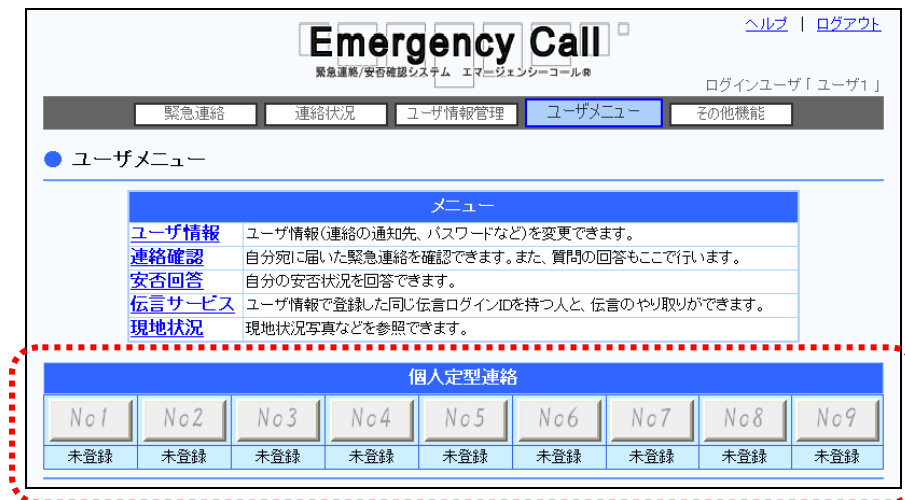 ヘルプ | ログアウト
Emergency Call
緊急連絡/安否確認システム エマージェンシーコール®
ログインユーザ「 ユーザ1 」
緊急連絡 連絡状況 ユーザ情報管理 ユーザメニュー その他機能
ユーザメニュー
メニュー
ユーザ情報 ユーザ情報(連絡の通知先、パスワードなど)を変更できます。
連絡確認 自分宛に届いた緊急連絡を確認できます。また、質問の回答もここで行います。
安否回答 自分の安否状況を回答できます。
伝言サービス ユーザ情報で登録した同じ伝言ログインIDを持つ人と、伝言のやり取りができます。
現地状況 現地状況写真などを参照できます。
個人定型連絡
No1 No2 No3 No4 No5 No6 No7 No8 No9
未登録 未登録 未登録 未登録 未登録 未登録 未登録 未登録 未登録